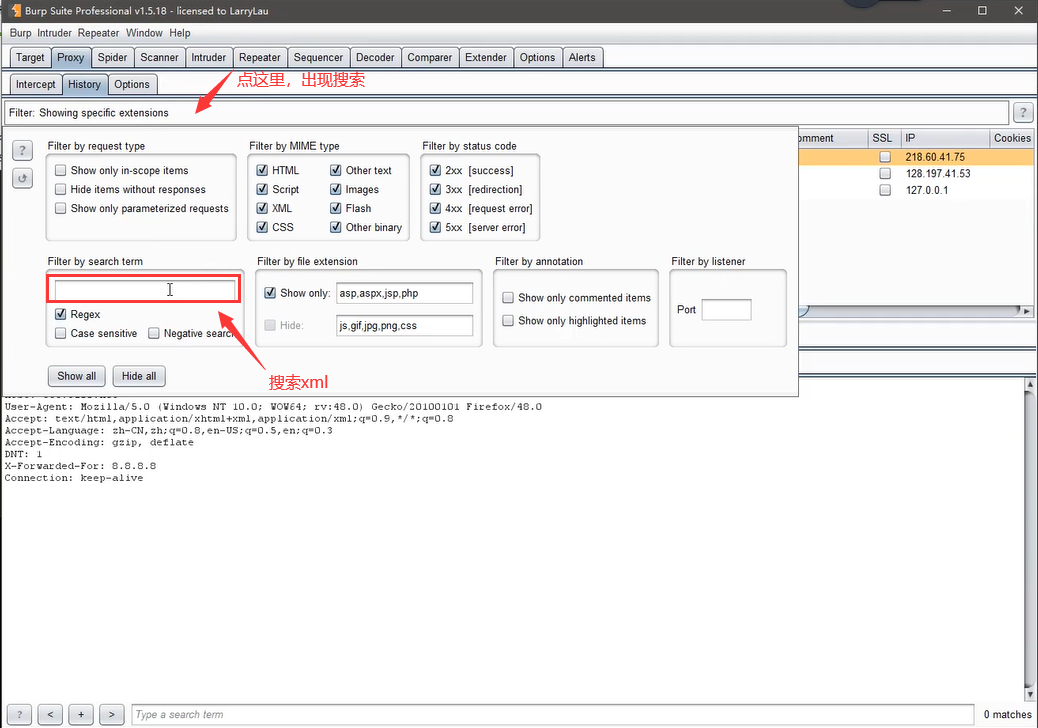 Burp Suite Professional v1.5.18 - licensed to LarryLau
Burp Intruder Repeater Window Help
Target Proxy Spider Scanner Intruder Repeater Sequencer Decoder Comparer Extender Options Alerts
Intercept History Options
点这里，出现搜索
Filter: Showing specific extensions
?
omment SSL IP Cookies
218.60.41.75
128.197.41.53
127.0.0.1
?
Filter by request type
Show only in-scope items
Hide items without responses
Show only parameterized requests
Filter by MIME type
HTML Other text
Script Images
XML Flash
CSS Other binary
Filter by status code
2xx [success]
3xx [redirection]
4xx [request error]
5xx [server error]
Filter by search term
Regex
Case sensitive Negative search
Filter by file extension
Show only: asp,aspx,jsp,php
Hide: js,gif,jpg,png,css
Filter by annotation
Show only commented items
Show only highlighted items
Filter by listener
Port
Show all Hide all
搜索xml
User-Agent: Mozilla/5.0 (Windows NT 10.0; WOW64; rv:48.0) Gecko/20100101 Firefox/48.0
Accept: text/html,application/xhtml+xml,application/xml;q=0.9,*/*;q=0.8
Accept-Language: zh-CN,zh;q=0.8,en-US;q=0.5,en;q=0.3
Accept-Encoding: gzip, deflate
DNT: 1
X-Forwarded-For: 8.8.8.8
Connection: keep-alive
? < + > Type a search term 0 matches